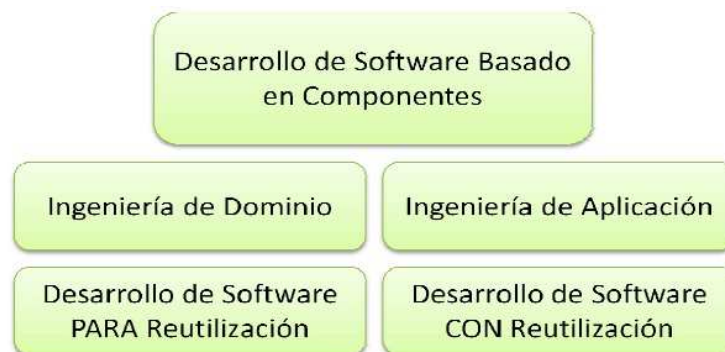 Desarrollo de Software Basado
en Componentes
Ingeniería de Dominio
Ingeniería de Aplicación
Desarrollo de Software
PARA Reutilización
Desarrollo de Software
CON Reutilización